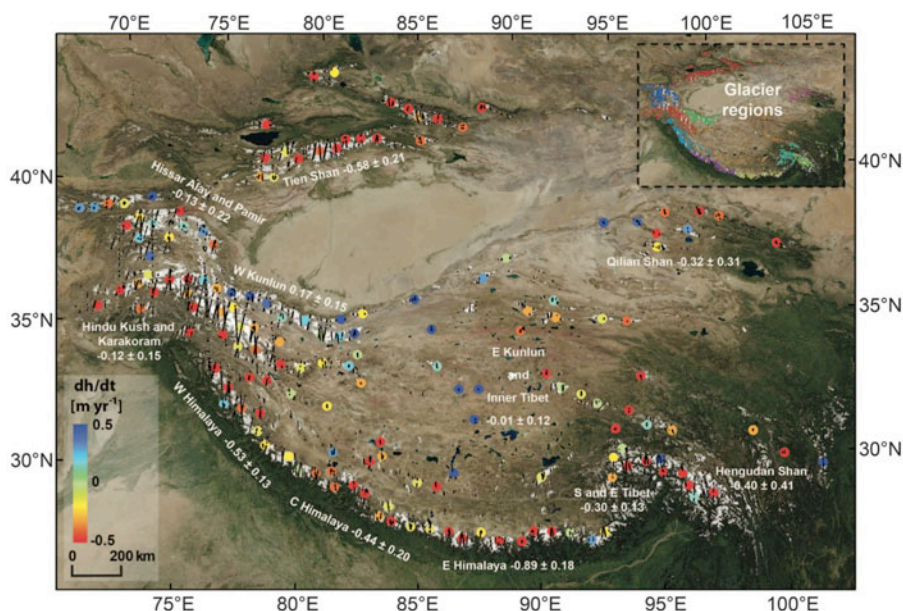 70°E 75°E 80°E 85°E 90°E 95°E 100°E 105°E
Glacier
regions
40°N
40°N
Tien Shan -0.58 ± 0.21
Hissar Alay and Pamir
-0.13 ± 0.22
W Kunlun 0.17 ± 0.15
Qilian Shan -0.32 ± 0.31
35°N
35°N
Hindu Kush and
Karakoram
-0.12 ± 0.15
E Kunlun
and
Inner Tibet
-0.01 ± 0.12
dh/dt
[m yr⁻¹]
0.5
0
-0.5
0 200 km
W Himalaya -0.53 ± 0.13
30°N
30°N
Hengudan Shan
-0.40 ± 0.41
S and E Tibet
-0.30 ± 0.13
C Himalaya -0.44 ± 0.20
E Himalaya -0.89 ± 0.18
75°E 80°E 85°E 90°E 95°E 100°E